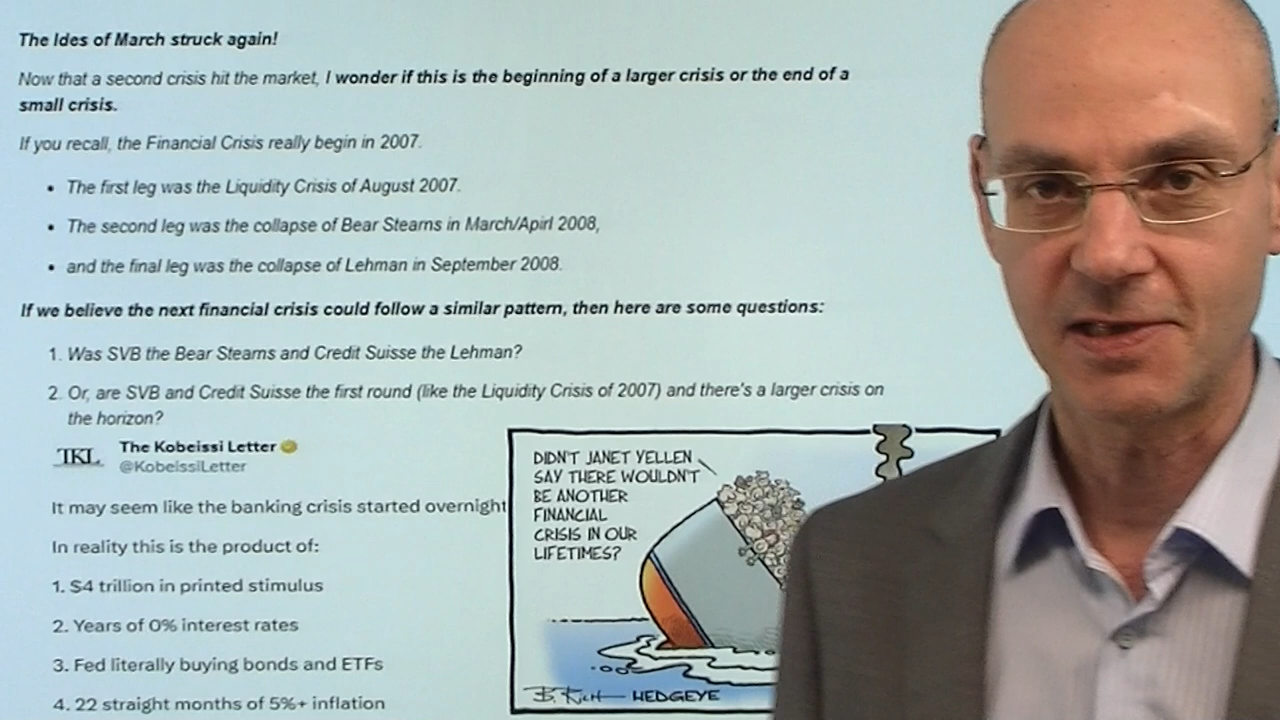 The Ides of March struck again!
Now that a second crisis hit the market, I wonder if this is the beginning of a larger crisis or the end of a
small crisis.
If you recall, the Financial Crisis really begin in 2007.
• The first leg was the Liquidity Crisis of August 2007.
• The second leg was the collapse of Bear Stearns in March/Apirl 2008,
• and the final leg was the collapse of Lehman in September 2008.
If we believe the next financial crisis could follow a similar pattern, then here are some questions:
1. Was SVB the Bear Stearns and Credit Suisse the Lehman?
2. Or, are SVB and Credit Suisse the first round (like the Liquidity Crisis of 2007) and there's a larger crisis on
the horizon?
TKL
The Kobeissi Letter
@KobeissiLetter
It may seem like the banking crisis started overnight
In reality this is the product of:
1. $4 trillion in printed stimulus
2. Years of 0% interest rates
3. Fed literally buying bonds and ETFs
4. 22 straight months of 5%+ inflation
DIDN'T JANET YELLEN
SAY THERE WOULDN'T
BE ANOTHER
FINANCIAL
CRISIS IN OUR
LIFETIMES?
B. Rich HEDGEYE